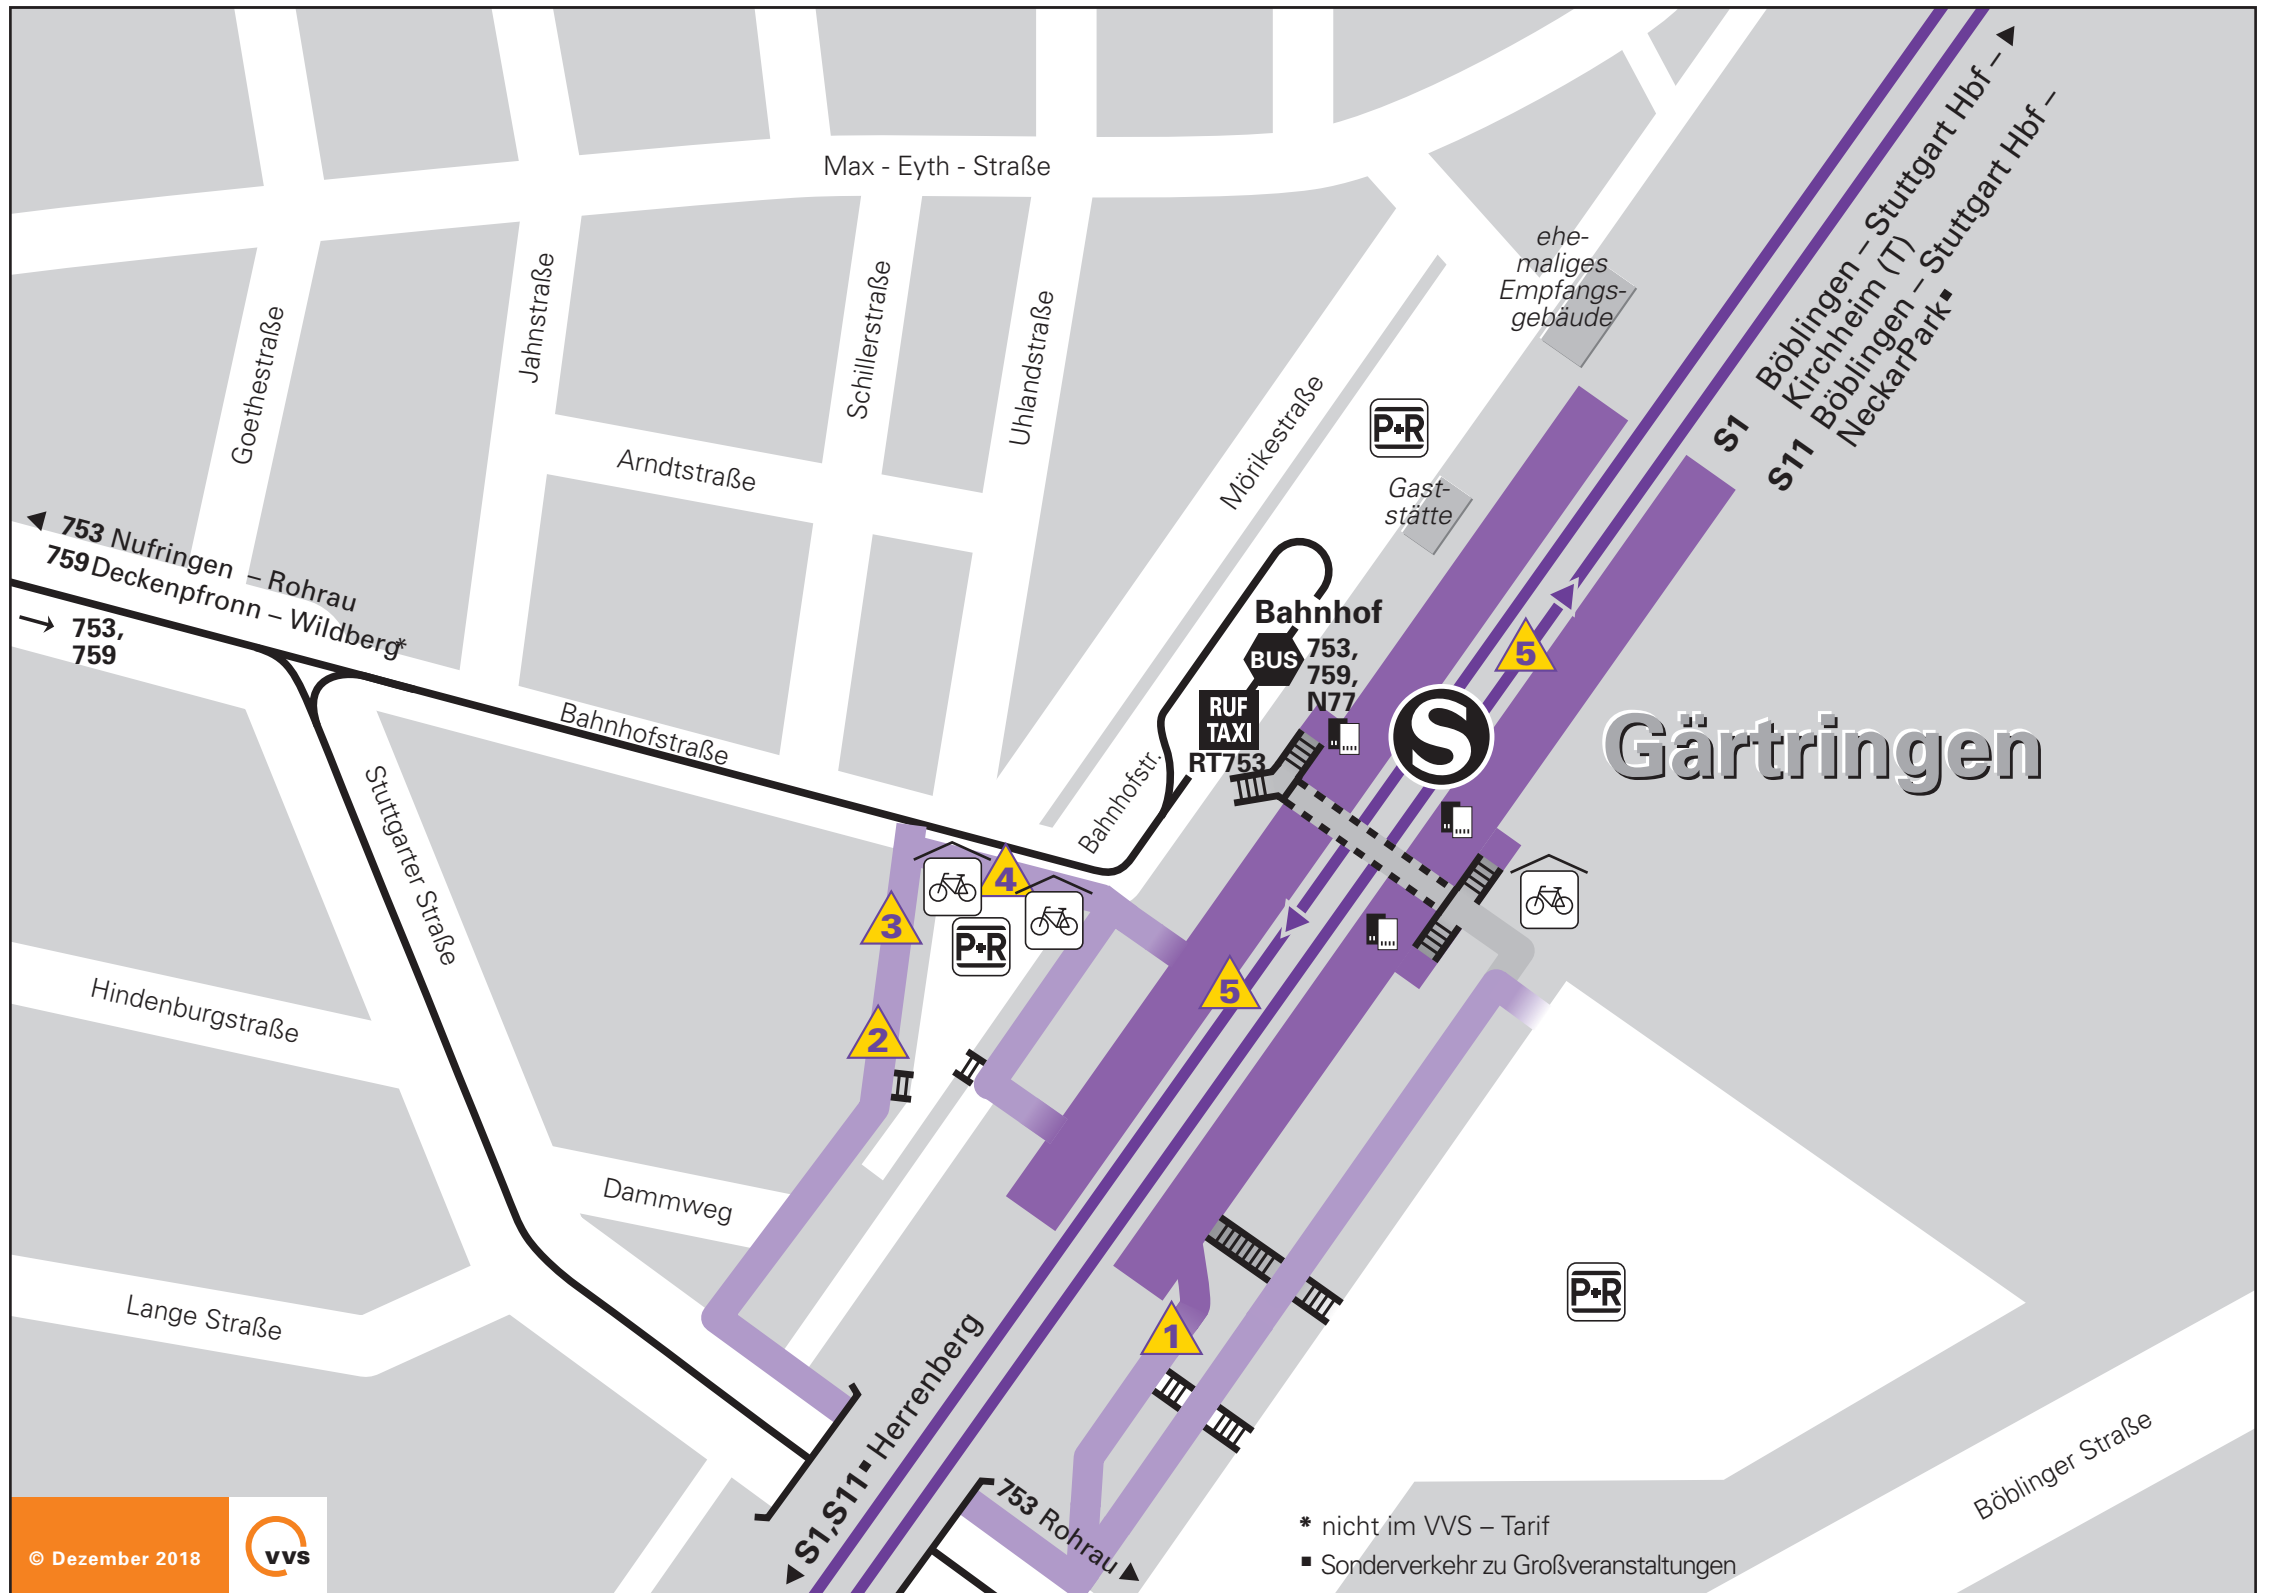 Max - Eyth - Straße
Goethestraße
Jahnstraße
Schillerstraße
Uhlandstraße
Arndtstraße
Mörikestraße
ehe-
maliges
Empfangs-
gebäude
P+R
Gast-
stätte
S1 Böblingen – Stuttgart Hbf –
Kirchheim (T)
S11 Böblingen – Stuttgart Hbf –
NeckarPark▪
753 Nufringen – Rohrau
759 Deckenpfronn – Wildberg*
753,
759
Bahnhofstraße
Bahnhof
BUS
753,
759,
N77
RUF
TAXI
RT753
Bahnhofstr.
S
5
Gärtringen
Stuttgarter Straße
4
3
P+R
2
5
Hindenburgstraße
Dammweg
Lange Straße
1
P+R
S1,S11▪ Herrenberg
753 Rohrau
Böblinger Straße
* nicht im VVS – Tarif
▪ Sonderverkehr zu Großveranstaltungen
© Dezember 2018
vvs